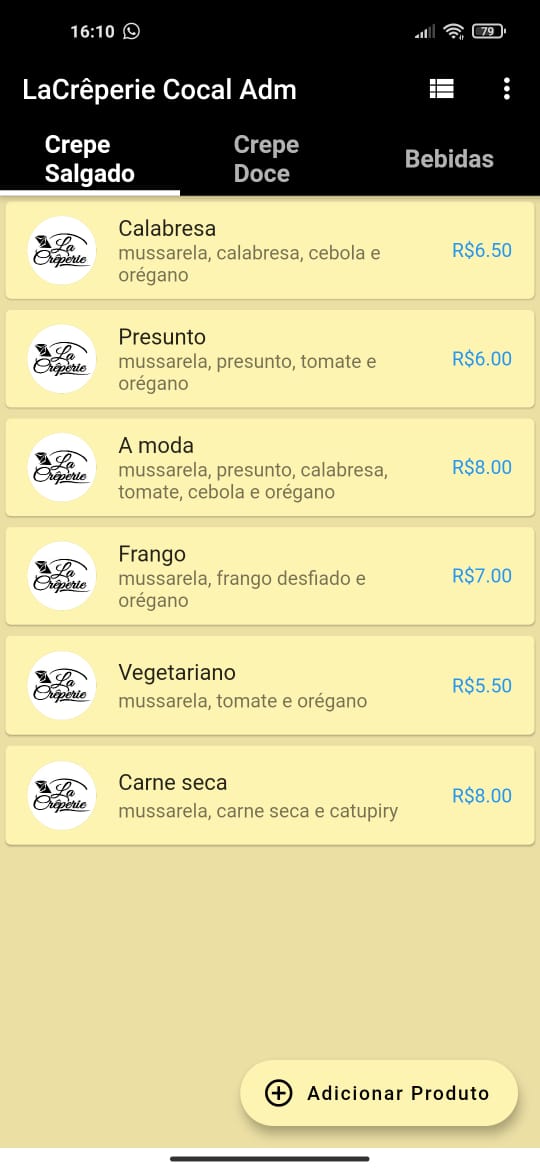 16:10
79
LaCrêperie Cocal Adm
Crepe
Salgado
Crepe
Doce
Bebidas
La
Crêperie
Calabresa
mussarela, calabresa, cebola e
orégano
R$6.50
La
Crêperie
Presunto
mussarela, presunto, tomate e
orégano
R$6.00
La
Crêperie
A moda
mussarela, presunto, calabresa,
tomate, cebola e orégano
R$8.00
La
Crêperie
Frango
mussarela, frango desfiado e
orégano
R$7.00
La
Crêperie
Vegetariano
mussarela, tomate e orégano
R$5.50
La
Crêperie
Carne seca
mussarela, carne seca e catupiry
R$8.00
Adicionar Produto